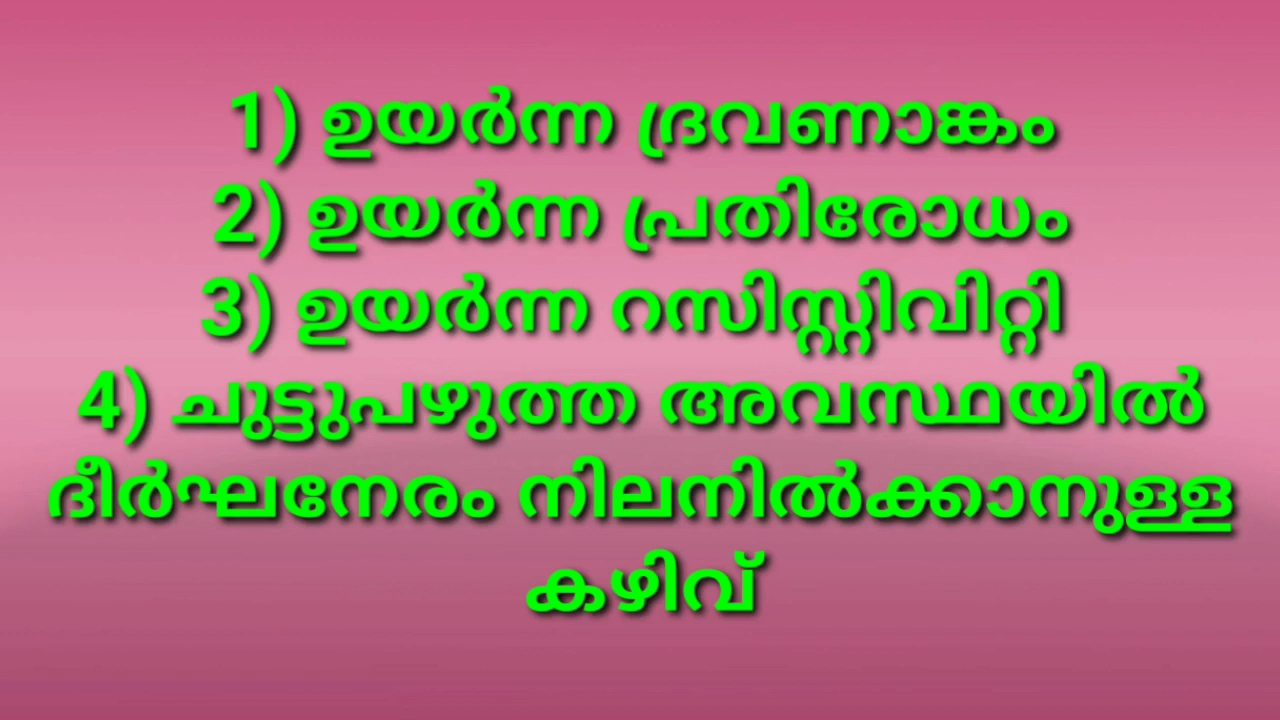 1) ഉയർന്ന ദ്രവണാങ്കം
2) ഉയർന്ന പ്രതിരോധം
3) ഉയർന്ന റസിസ്റ്റിവിറ്റി
4) ചുട്ടുപഴുത്ത അവസ്ഥയിൽ
ദീർഘനേരം നിലനിൽക്കാനുള്ള
കഴിവ്